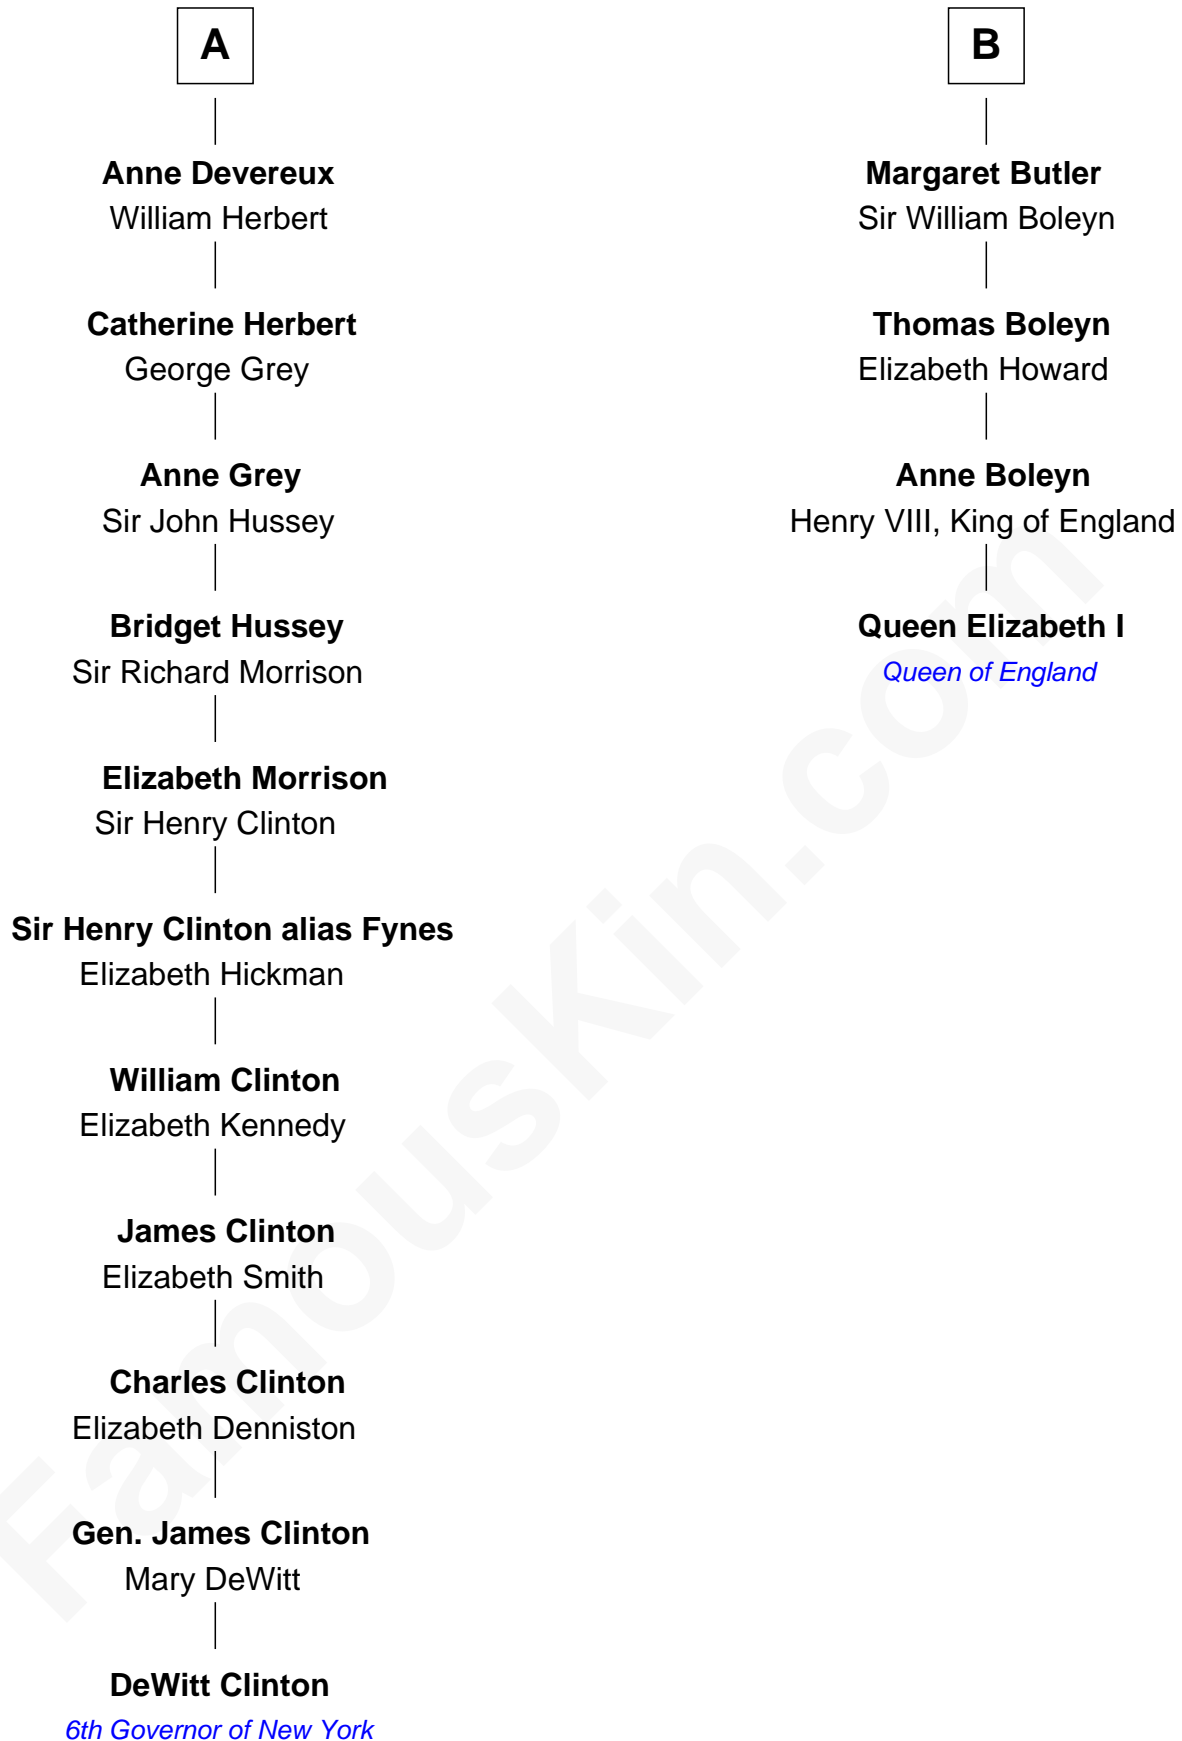 A
Anne Devereux
William Herbert
Catherine Herbert
George Grey
Anne Grey
Sir John Hussey
Bridget Hussey
Sir Richard Morrison
Elizabeth Morrison
Sir Henry Clinton
Sir Henry Clinton alias Fynes
Elizabeth Hickman
William Clinton
Elizabeth Kennedy
James Clinton
Elizabeth Smith
Charles Clinton
Elizabeth Denniston
Gen. James Clinton
Mary DeWitt
DeWitt Clinton
6th Governor of New York
B
Margaret Butler
Sir William Boleyn
Thomas Boleyn
Elizabeth Howard
Anne Boleyn
Henry VIII, King of England
Queen Elizabeth I
Queen of England
FamousKin.com